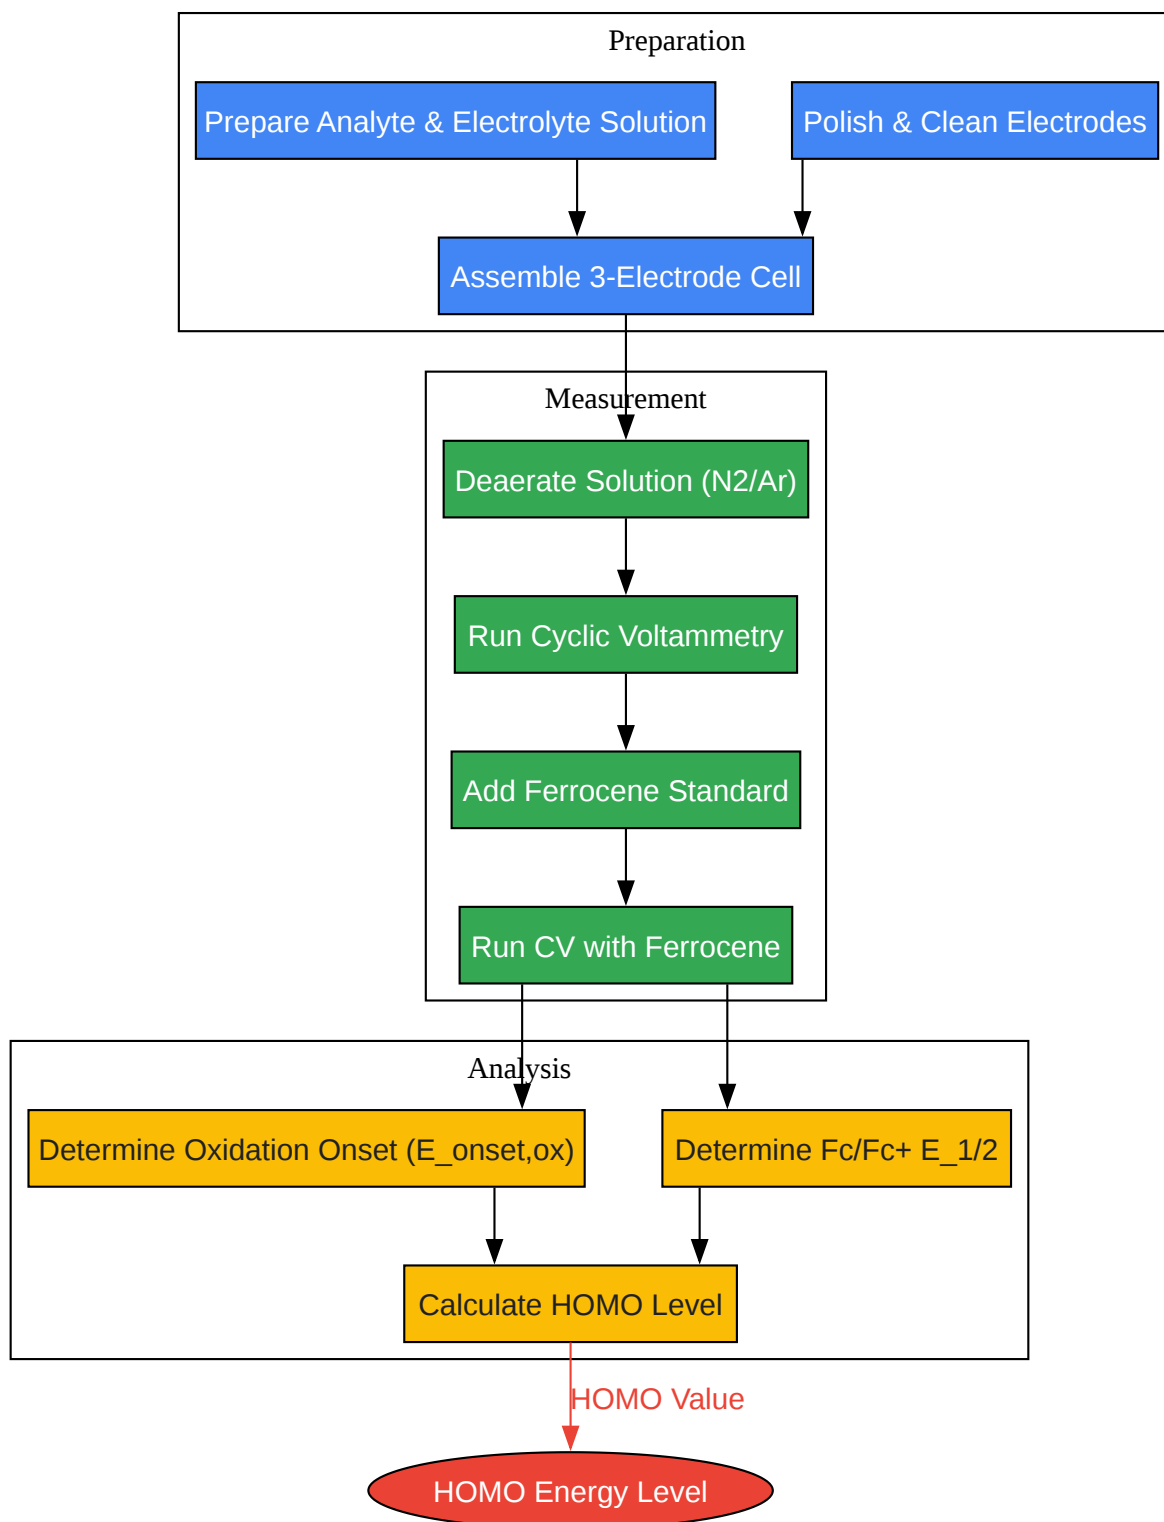 Preparation
Prepare Analyte & Electrolyte Solution
Polish & Clean Electrodes
Assemble 3-Electrode Cell
Measurement
Deaerate Solution (N2/Ar)
Run Cyclic Voltammetry
Add Ferrocene Standard
Run CV with Ferrocene
Analysis
Determine Oxidation Onset (E_onset,ox)
Determine Fc/Fc+ E_1/2
Calculate HOMO Level
HOMO Value
HOMO Energy Level